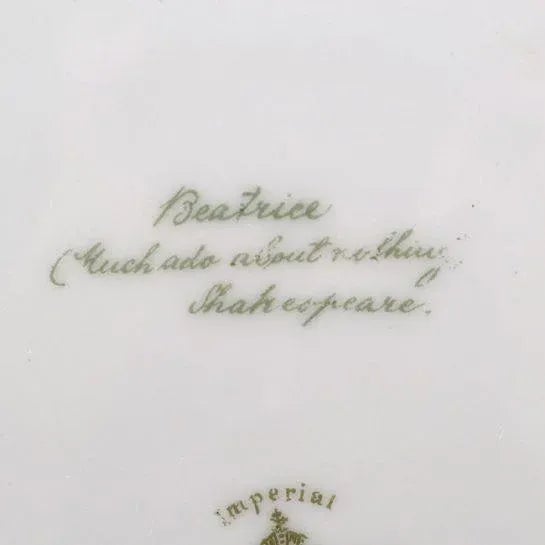 Beatrice
(Much ado about nothing
Shakespeare.
Imperial